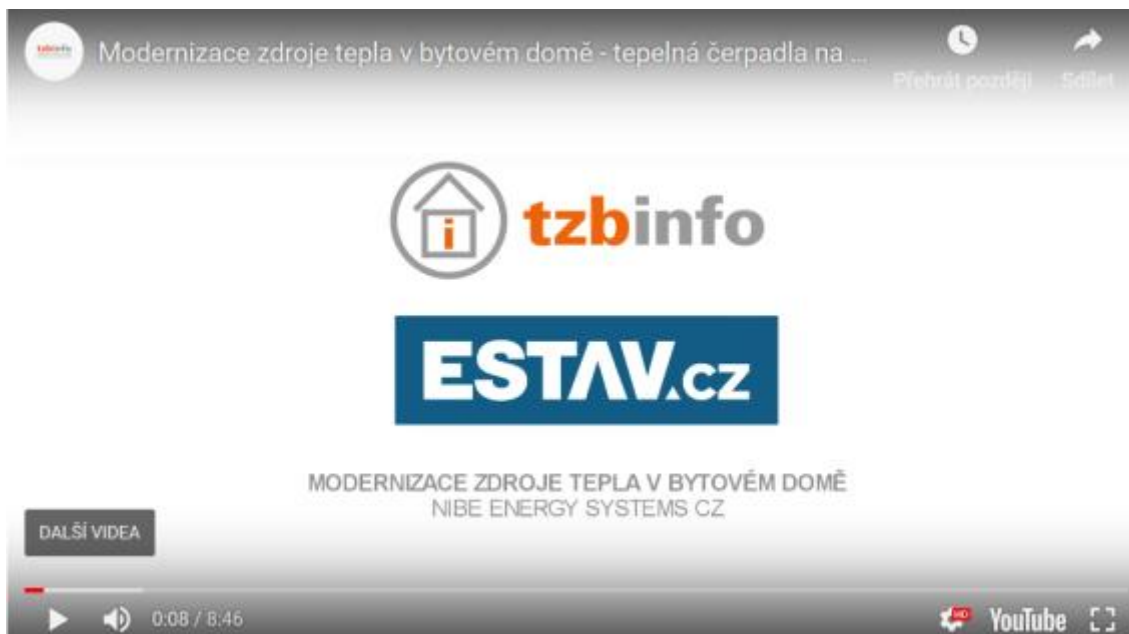 Modernizace zdroje tepla v bytovém domě - tepelná čerpadla na ...
Přehrát později
Sdílet
tzbinfo
ESTAV.cz
MODERNIZACE ZDROJE TEPLA V BYTOVÉM DOMĚ
NIBE ENERGY SYSTEMS CZ
DALŠÍ VIDEA
0:08 / 8:46
HD
YouTube